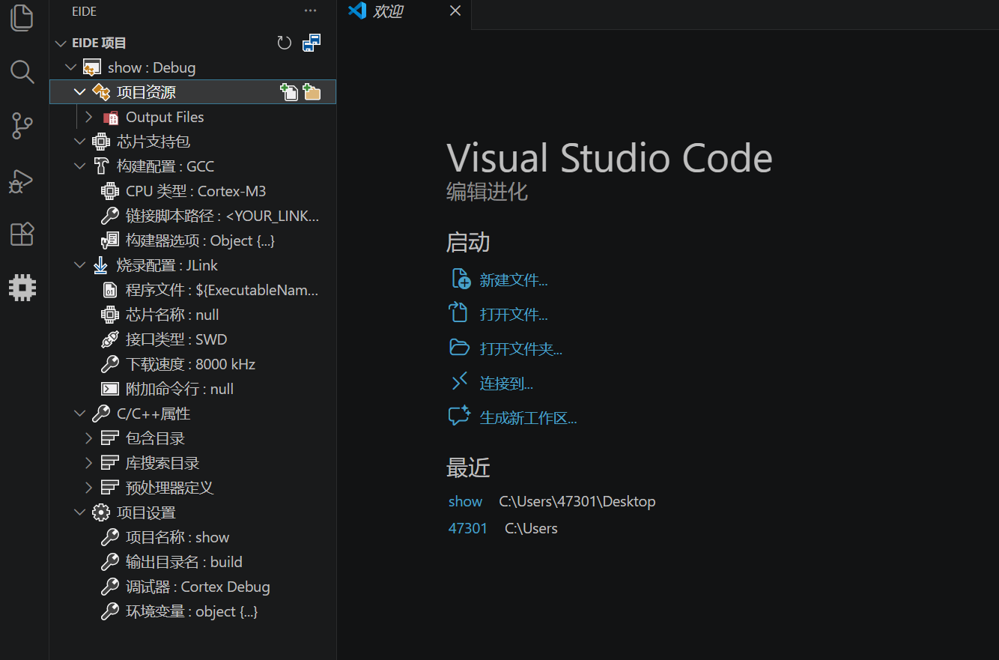 EIDE
EIDE 项目
show : Debug
项目资源
Output Files
芯片支持包
构建配置 : GCC
CPU 类型 : Cortex-M3
链接脚本路径 : <YOUR_LINK...
构建器选项 : Object {...}
烧录配置 : JLink
程序文件 : ${ExecutableNam...
芯片名称 : null
接口类型 : SWD
下载速度 : 8000 kHz
附加命令行 : null
C/C++属性
包含目录
库搜索目录
预处理器定义
项目设置
项目名称 : show
输出目录名 : build
调试器 : Cortex Debug
环境变量 : object {...}
欢迎
Visual Studio Code
编辑进化
启动
新建文件...
打开文件...
打开文件夹...
连接到...
生成新工作区...
最近
show C:\Users\47301\Desktop
47301 C:\Users